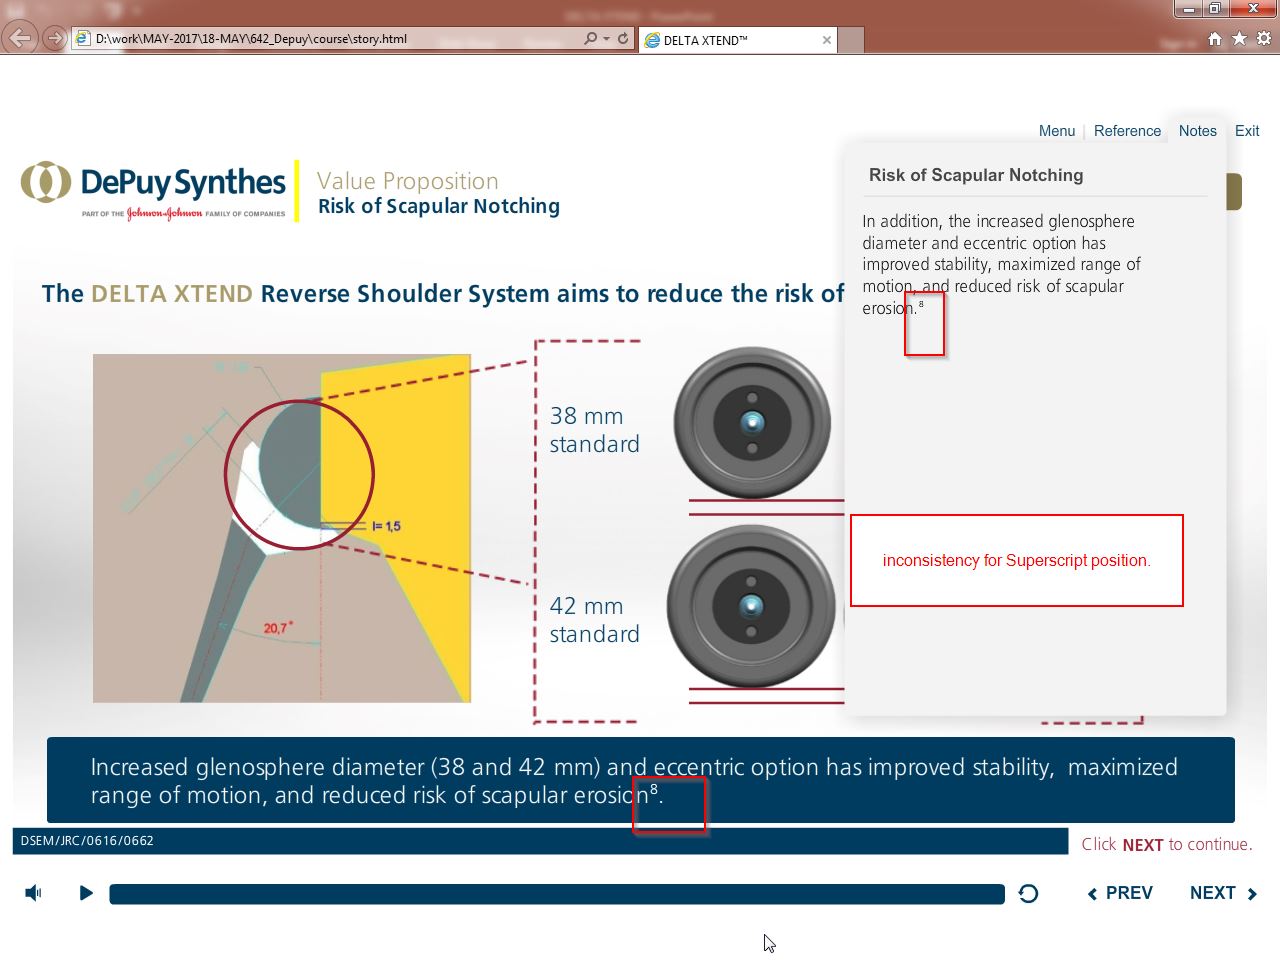 D:\work\MAY-2017\18-MAY\642_Depuy\course\story.html
DELTA XTEND™
Menu | Reference Notes Exit
DePuy Synthes
PART OF THE Johnson & Johnson FAMILY OF COMPANIES
Value Proposition
Risk of Scapular Notching
Risk of Scapular Notching
In addition, the increased glenosphere
diameter and eccentric option has
improved stability, maximized range of
motion, and reduced risk of scapular
erosion.⁸
The DELTA XTEND Reverse Shoulder System aims to reduce the risk of
38 mm
standard
l= 1,5
42 mm
standard
20,7°
inconsistency for Superscript position.
Increased glenosphere diameter (38 and 42 mm) and eccentric option has improved stability,  maximized
range of motion, and reduced risk of scapular erosion⁸.
DSEM/JRC/0616/0662
Click NEXT to continue.
PREV
NEXT